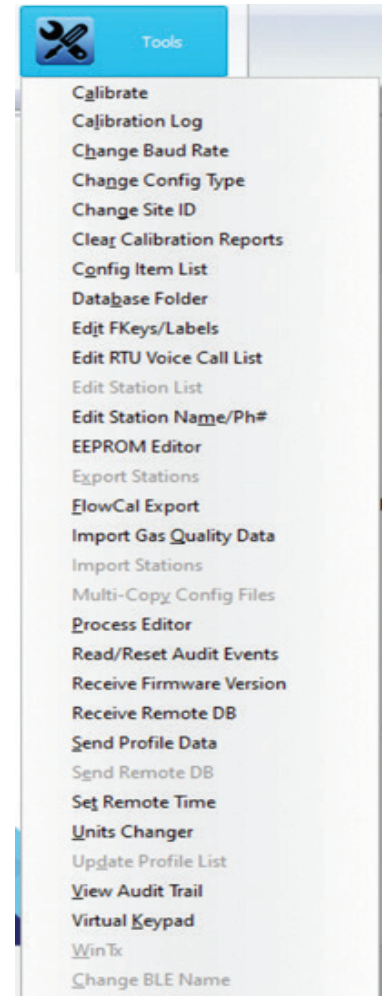 Tools
Calibrate
Calibration Log
Change Baud Rate
Change Config Type
Change Site ID
Clear Calibration Reports
Config Item List
Database Folder
Edit FKeys/Labels
Edit RTU Voice Call List
Edit Station List
Edit Station Name/Ph#
EEPROM Editor
Export Stations
FlowCal Export
Import Gas Quality Data
Import Stations
Multi-Copy Config Files
Process Editor
Read/Reset Audit Events
Receive Firmware Version
Receive Remote DB
Send Profile Data
Send Remote DB
Set Remote Time
Units Changer
Update Profile List
View Audit Trail
Virtual Keypad
WinTx
Change BLE Name